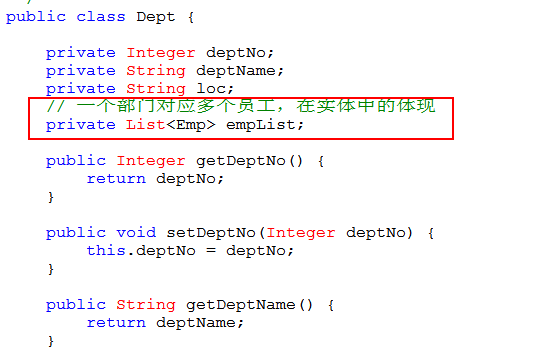 */
public class Dept {
private Integer deptNo;
private String deptName;
private String loc;
// 一个部门对应多个员工，在实体中的体现
private List<Emp> empList;
public Integer getDeptNo() {
return deptNo;
}
public void setDeptNo(Integer deptNo) {
this.deptNo = deptNo;
}
public String getDeptName() {
return deptName;
}